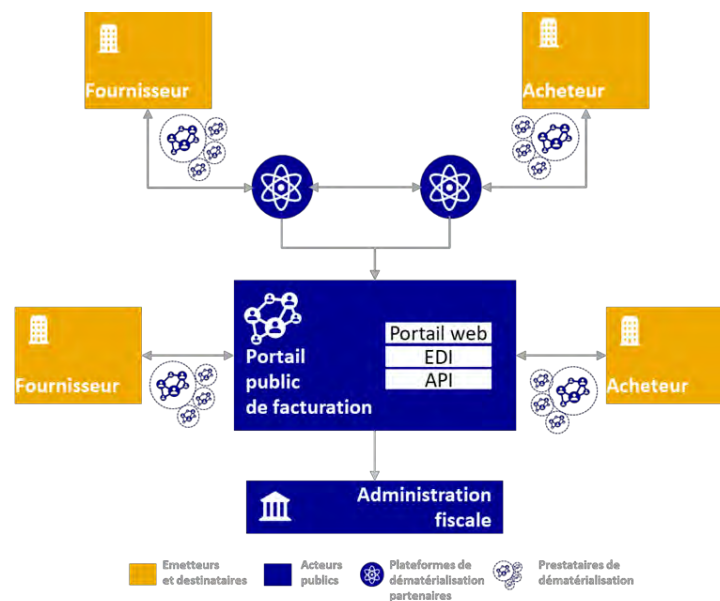 Fournisseur
Acheteur
Portail web
EDI
API
Portail
public
de facturation
Fournisseur
Acheteur
Administration
fiscale
Emetteurs
et destinataires
Acteurs
publics
Plateformes de
dématérialisation
partenaires
Prestataires de
dématérialisation